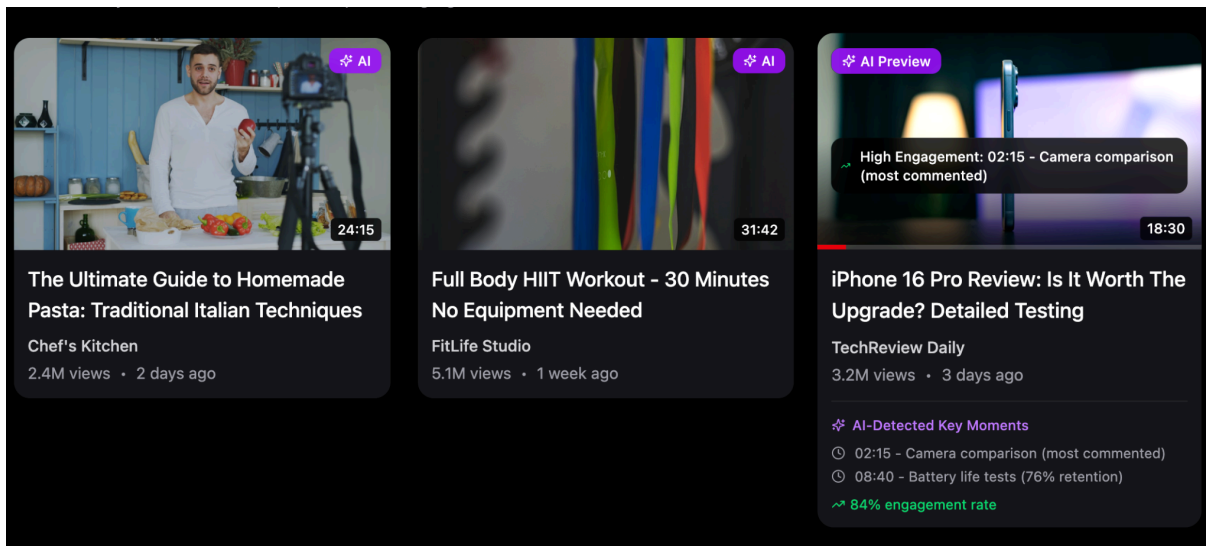 AI
24:15
The Ultimate Guide to Homemade
Pasta: Traditional Italian Techniques
Chef's Kitchen
2.4M views • 2 days ago
AI
31:42
Full Body HIIT Workout - 30 Minutes
No Equipment Needed
FitLife Studio
5.1M views • 1 week ago
AI Preview
High Engagement: 02:15 - Camera comparison
(most commented)
18:30
iPhone 16 Pro Review: Is It Worth The
Upgrade? Detailed Testing
TechReview Daily
3.2M views • 3 days ago
AI-Detected Key Moments
02:15 - Camera comparison (most commented)
08:40 - Battery life tests (76% retention)
84% engagement rate